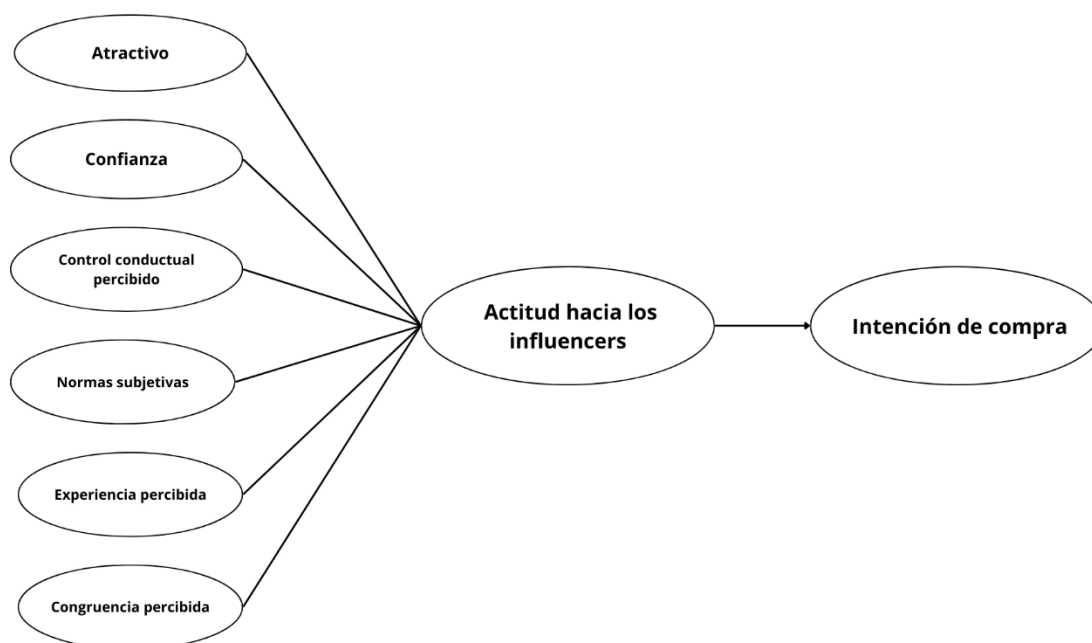 Atractivo
Confianza
Control conductual
percibido
Normas subjetivas
Experiencia percibida
Congruencia percibida
Actitud hacia los
influencers
Intención de compra